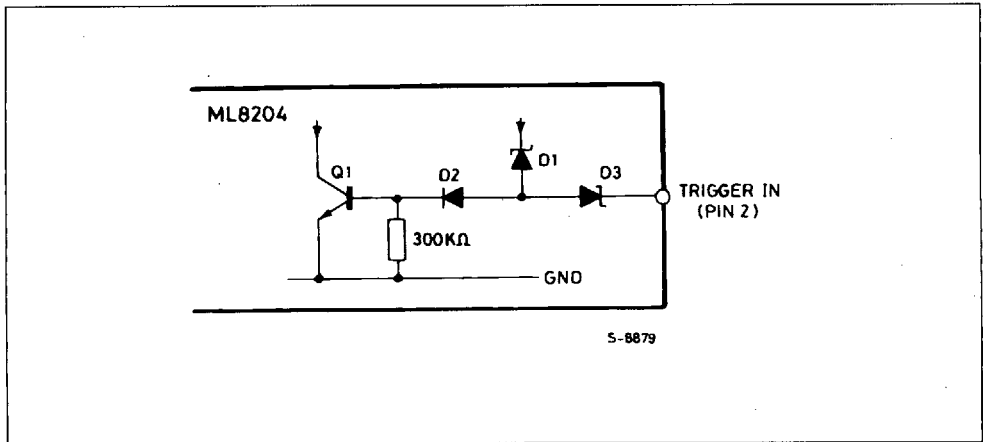 ML8204
Q1
D2
D1
D3
TRIGGER IN
(PIN 2)
300KΩ
GND
S-8879